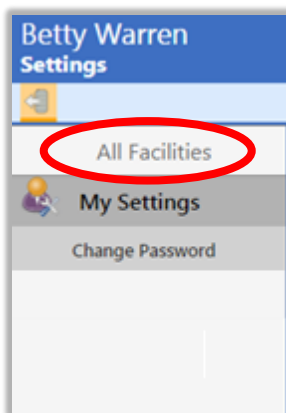 Betty Warren
Settings
All Facilities
My Settings
Change Password